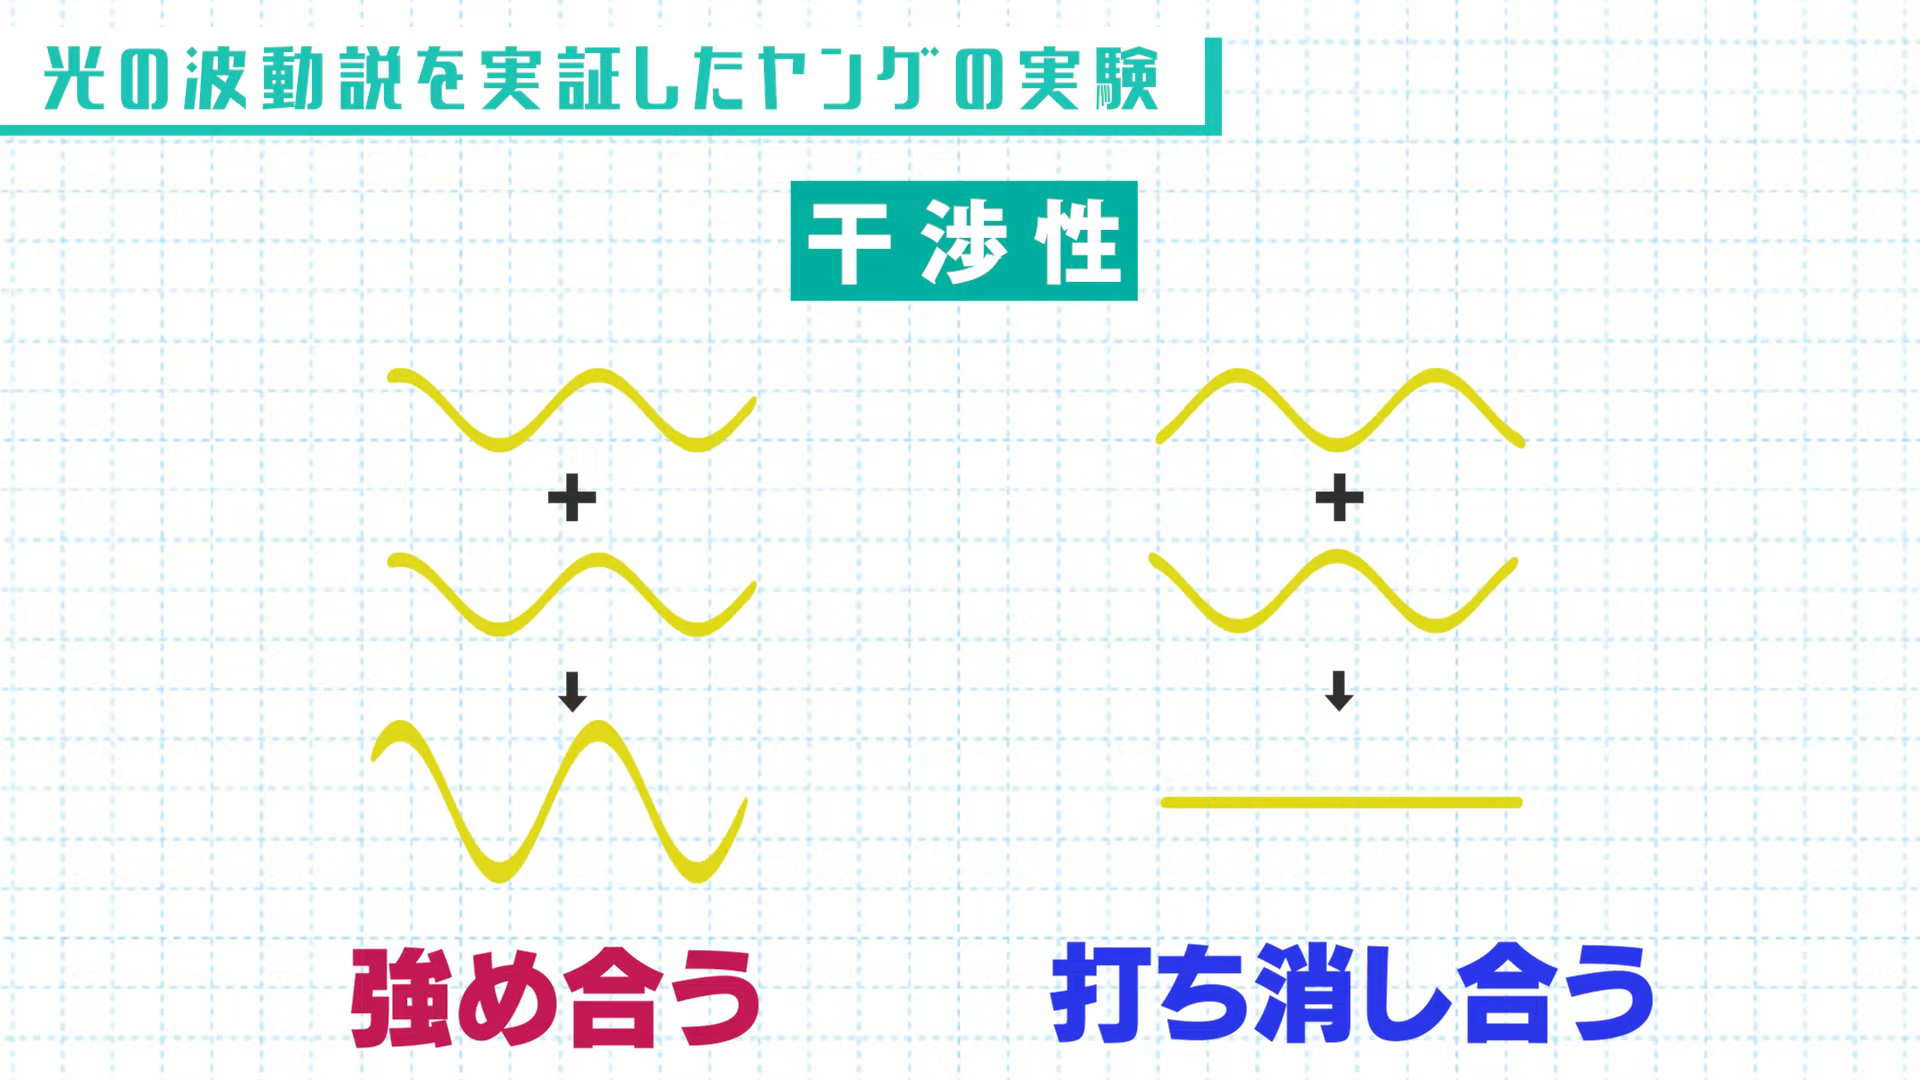 光の波動説を実証したヤングの実験
干渉性
+
+
強め合う
打ち消し合う